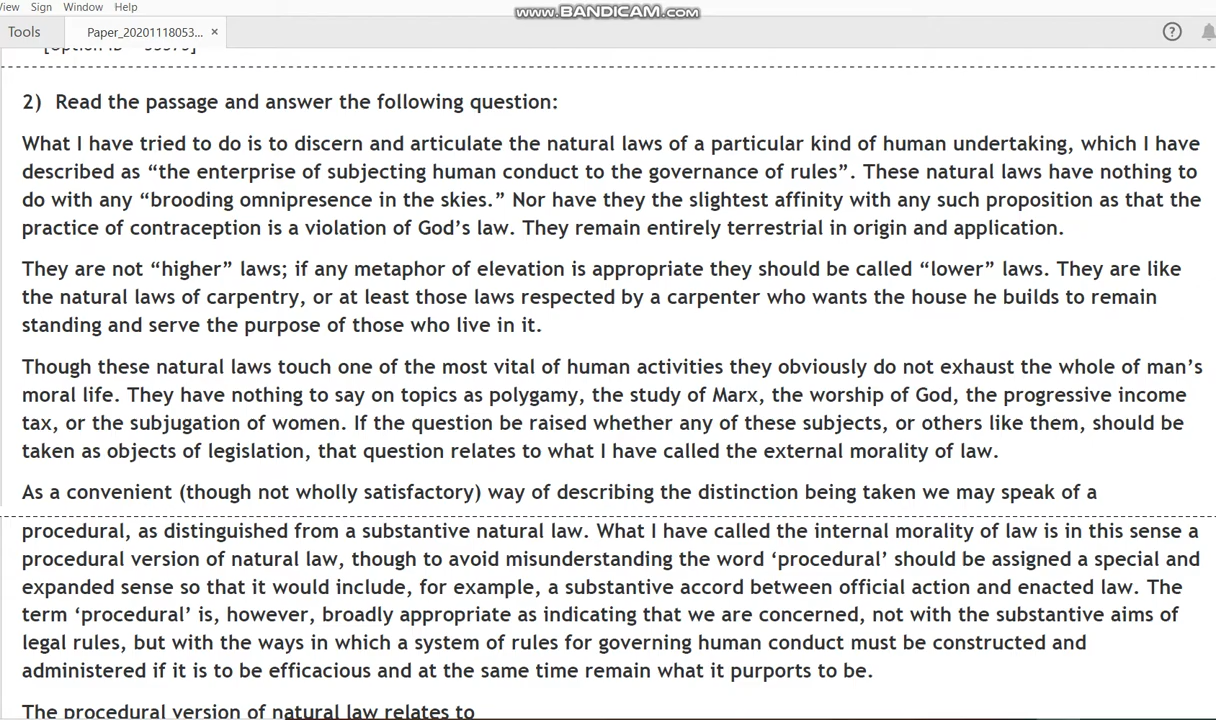 View Sign Window Help
www.BANDICAM.com
Tools Paper_20201118053... ×
2) Read the passage and answer the following question:
What I have tried to do is to discern and articulate the natural laws of a particular kind of human undertaking, which I have
described as “the enterprise of subjecting human conduct to the governance of rules”. These natural laws have nothing to
do with any “brooding omnipresence in the skies.” Nor have they the slightest affinity with any such proposition as that the
practice of contraception is a violation of God’s law. They remain entirely terrestrial in origin and application.
They are not “higher” laws; if any metaphor of elevation is appropriate they should be called “lower” laws. They are like
the natural laws of carpentry, or at least those laws respected by a carpenter who wants the house he builds to remain
standing and serve the purpose of those who live in it.
Though these natural laws touch one of the most vital of human activities they obviously do not exhaust the whole of man’s
moral life. They have nothing to say on topics as polygamy, the study of Marx, the worship of God, the progressive income
tax, or the subjugation of women. If the question be raised whether any of these subjects, or others like them, should be
taken as objects of legislation, that question relates to what I have called the external morality of law.
As a convenient (though not wholly satisfactory) way of describing the distinction being taken we may speak of a
procedural, as distinguished from a substantive natural law. What I have called the internal morality of law is in this sense a
procedural version of natural law, though to avoid misunderstanding the word ‘procedural’ should be assigned a special and
expanded sense so that it would include, for example, a substantive accord between official action and enacted law. The
term ‘procedural’ is, however, broadly appropriate as indicating that we are concerned, not with the substantive aims of
legal rules, but with the ways in which a system of rules for governing human conduct must be constructed and
administered if it is to be efficacious and at the same time remain what it purports to be.
The procedural version of natural law relates to